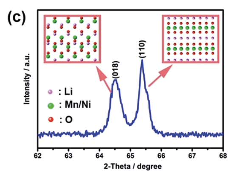 (c)
Intensity / a.u.
(018)
(110)
: Li
: Mn/Ni
: O
62 63 64 65 66 67 68
2-Theta / degree